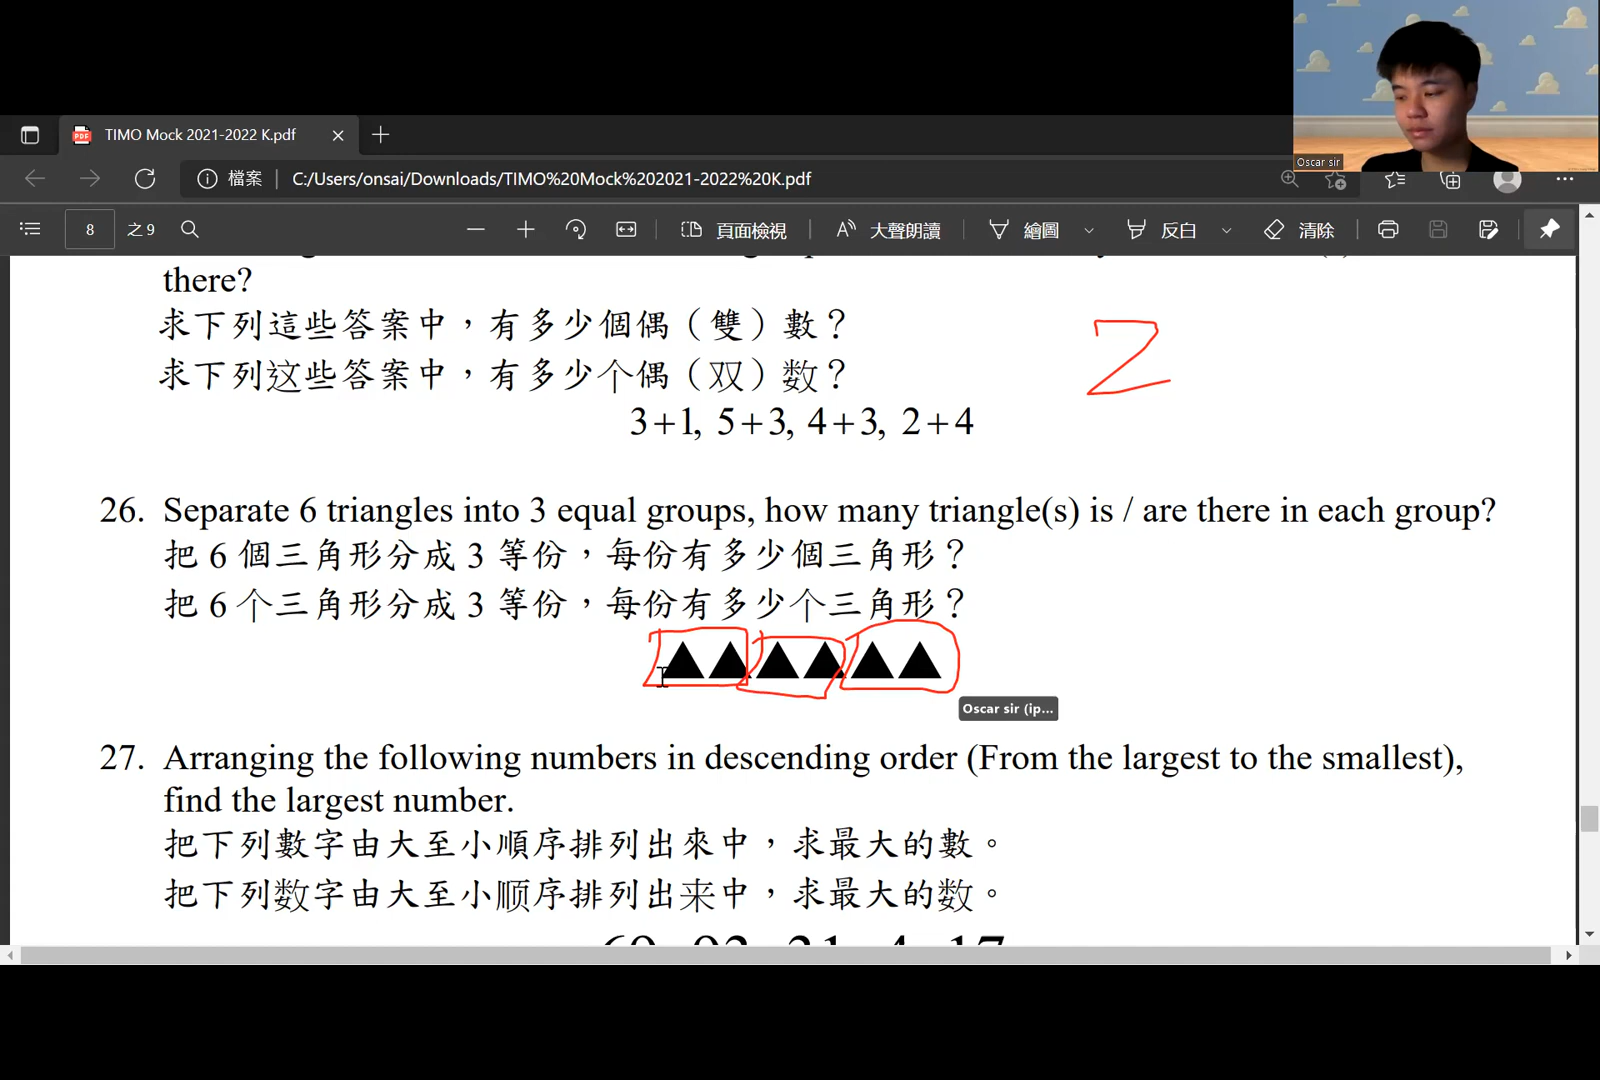 Oscar sir
TIMO Mock 2021-2022 K.pdf
檔案
C:/Users/onsai/Downloads/TIMO%20Mock%202021-2022%20K.pdf
8 之9
頁面檢視
大聲朗讀
繪圖
反白
清除
there?
求下列這些答案中，有多少個偶（雙）數？
求下列这些答案中，有多少个偶（双）数？
2
3+1, 5+3, 4+3, 2+4
26. Separate 6 triangles into 3 equal groups, how many triangle(s) is / are there in each group?
把 6 個三角形分成 3 等份，每份有多少個三角形？
把 6 个三角形分成 3 等份，每份有多少个三角形？
Oscar sir (ip...
27. Arranging the following numbers in descending order (From the largest to the smallest),
find the largest number.
把下列數字由大至小順序排列出來中，求最大的數。
把下列数字由大至小顺序排列出来中，求最大的数。